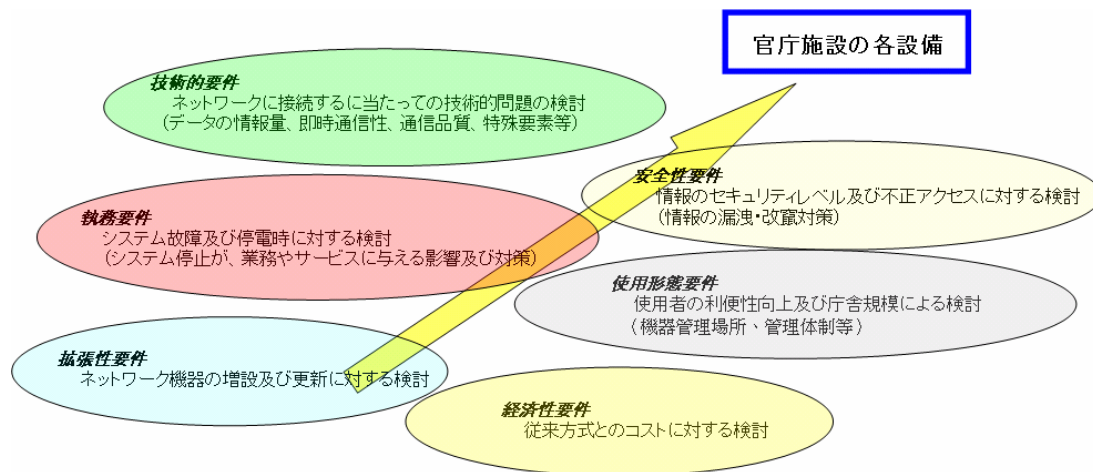 官庁施設の各設備
技術的要件
ネットワークに接続するに当たっての技術的問題の検討
（データの情報量、即時通信性、通信品質、特殊要素等）
安全性要件
情報のセキュリティレベル及び不正アクセスに対する検討
（情報の漏洩・改竄対策）
執務要件
システム故障及び停電時に対する検討
（システム停止が、業務やサービスに与える影響及び対策）
使用形態要件
使用者の利便性向上及び庁舎規模による検討
（機器管理場所、管理体制等）
拡張性要件
ネットワーク機器の増設及び更新に対する検討
経済性要件
従来方式とのコストに対する検討